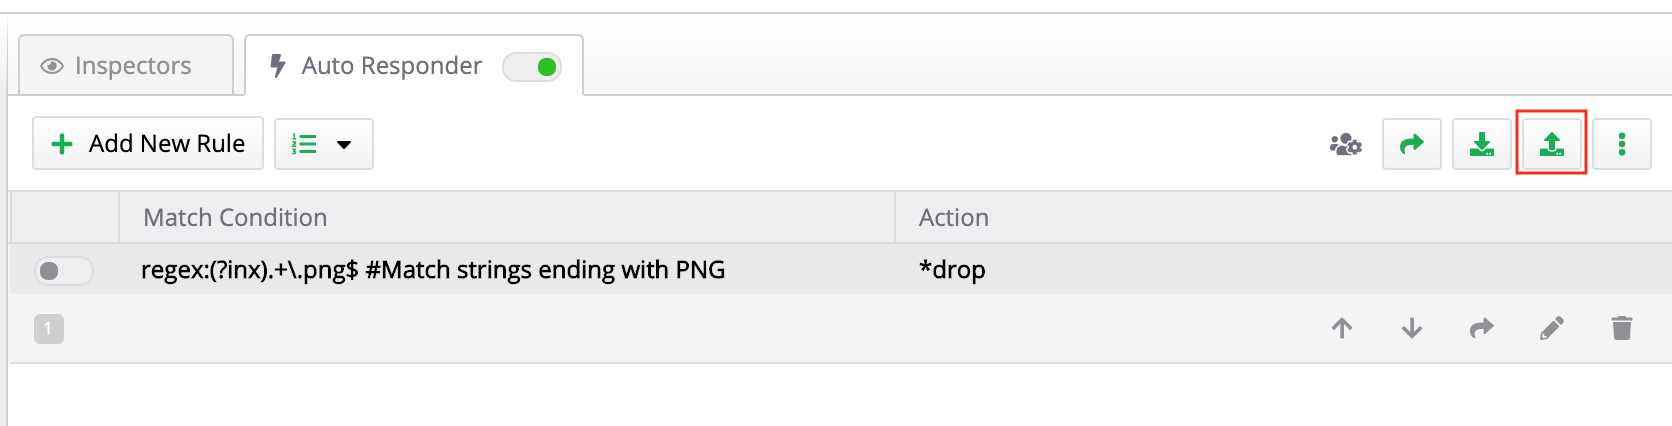 Inspectors
Auto Responder
Add New Rule
Match Condition
Action
regex:(?inx).+\.png$ #Match strings ending with PNG
*drop
1